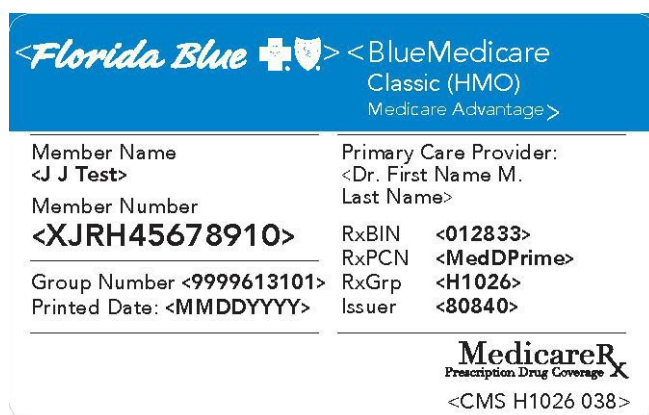 <Florida Blue> <BlueMedicare
Classic (HMO)
Medicare Advantage>
Member Name
<J J Test>
Member Number
<XJRH45678910>
Group Number <9999613101>
Printed Date: <MMDDYYYY>
Primary Care Provider:
<Dr. First Name M.
Last Name>
RxBIN <012833>
RxPCN <MedDPrime>
RxGrp <H1026>
Issuer <80840>
MedicareRx
Prescription Drug Coverage
<CMS H1026 038>